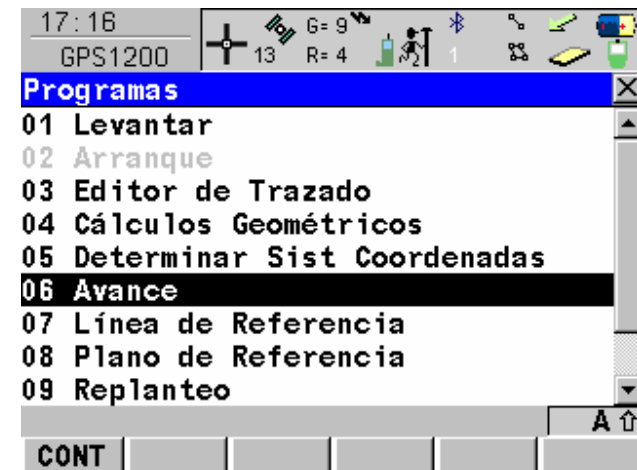 17:16
GPS1200
13
G= 9
R= 4
1
Programas
01 Levantar
02 Arranque
03 Editor de Trazado
04 Cálculos Geométricos
05 Determinar Sist Coordenadas
06 Avance
07 Línea de Referencia
08 Plano de Referencia
09 Replanteo
A
CONT